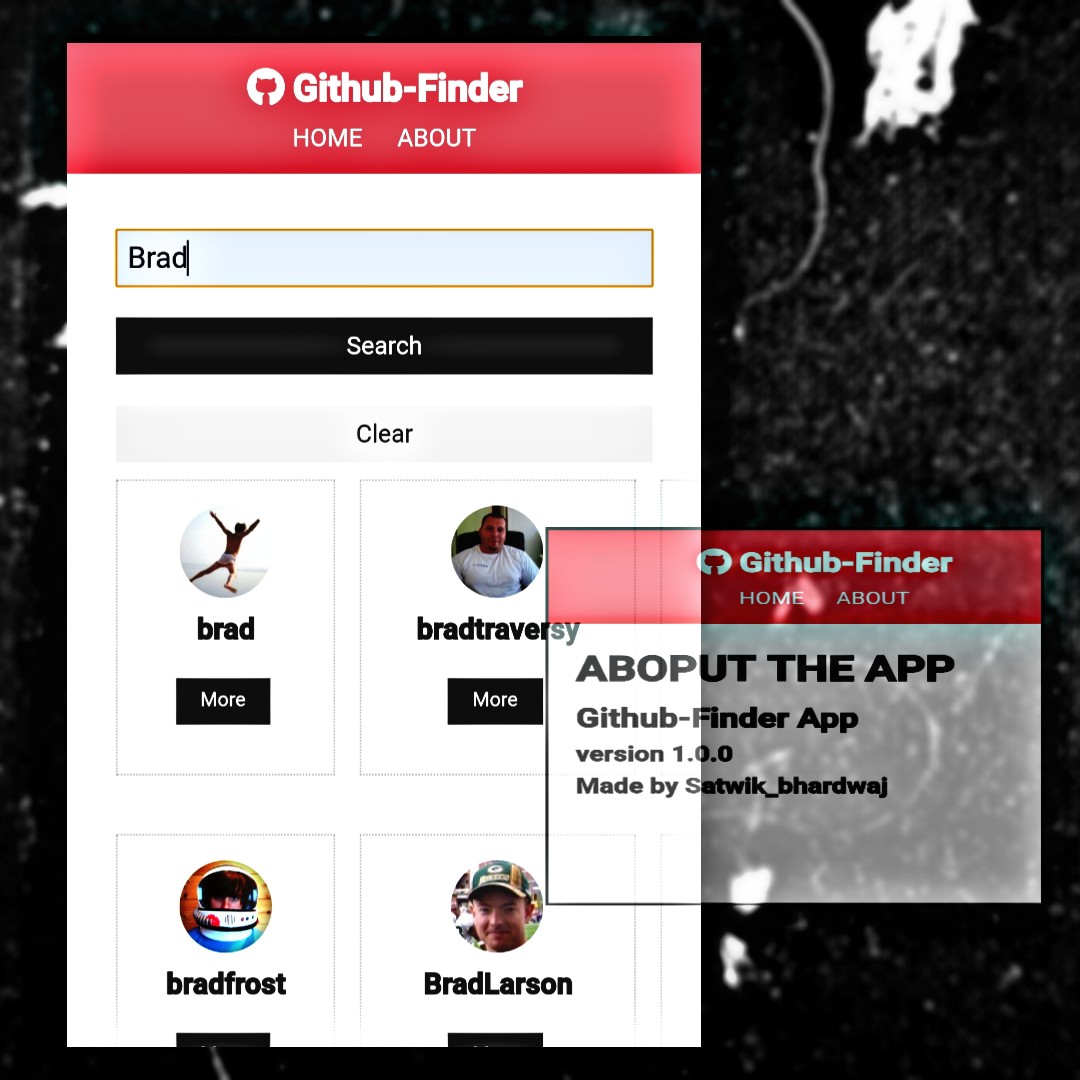 Github-Finder
HOME ABOUT
Brad
Search
Clear
brad
bradtraversy
More
More
bradfrost
BradLarson
Github-Finder
HOME ABOUT
ABOPUT THE APP
Github-Finder App
version 1.0.0
Made by Satwik_bhardwaj